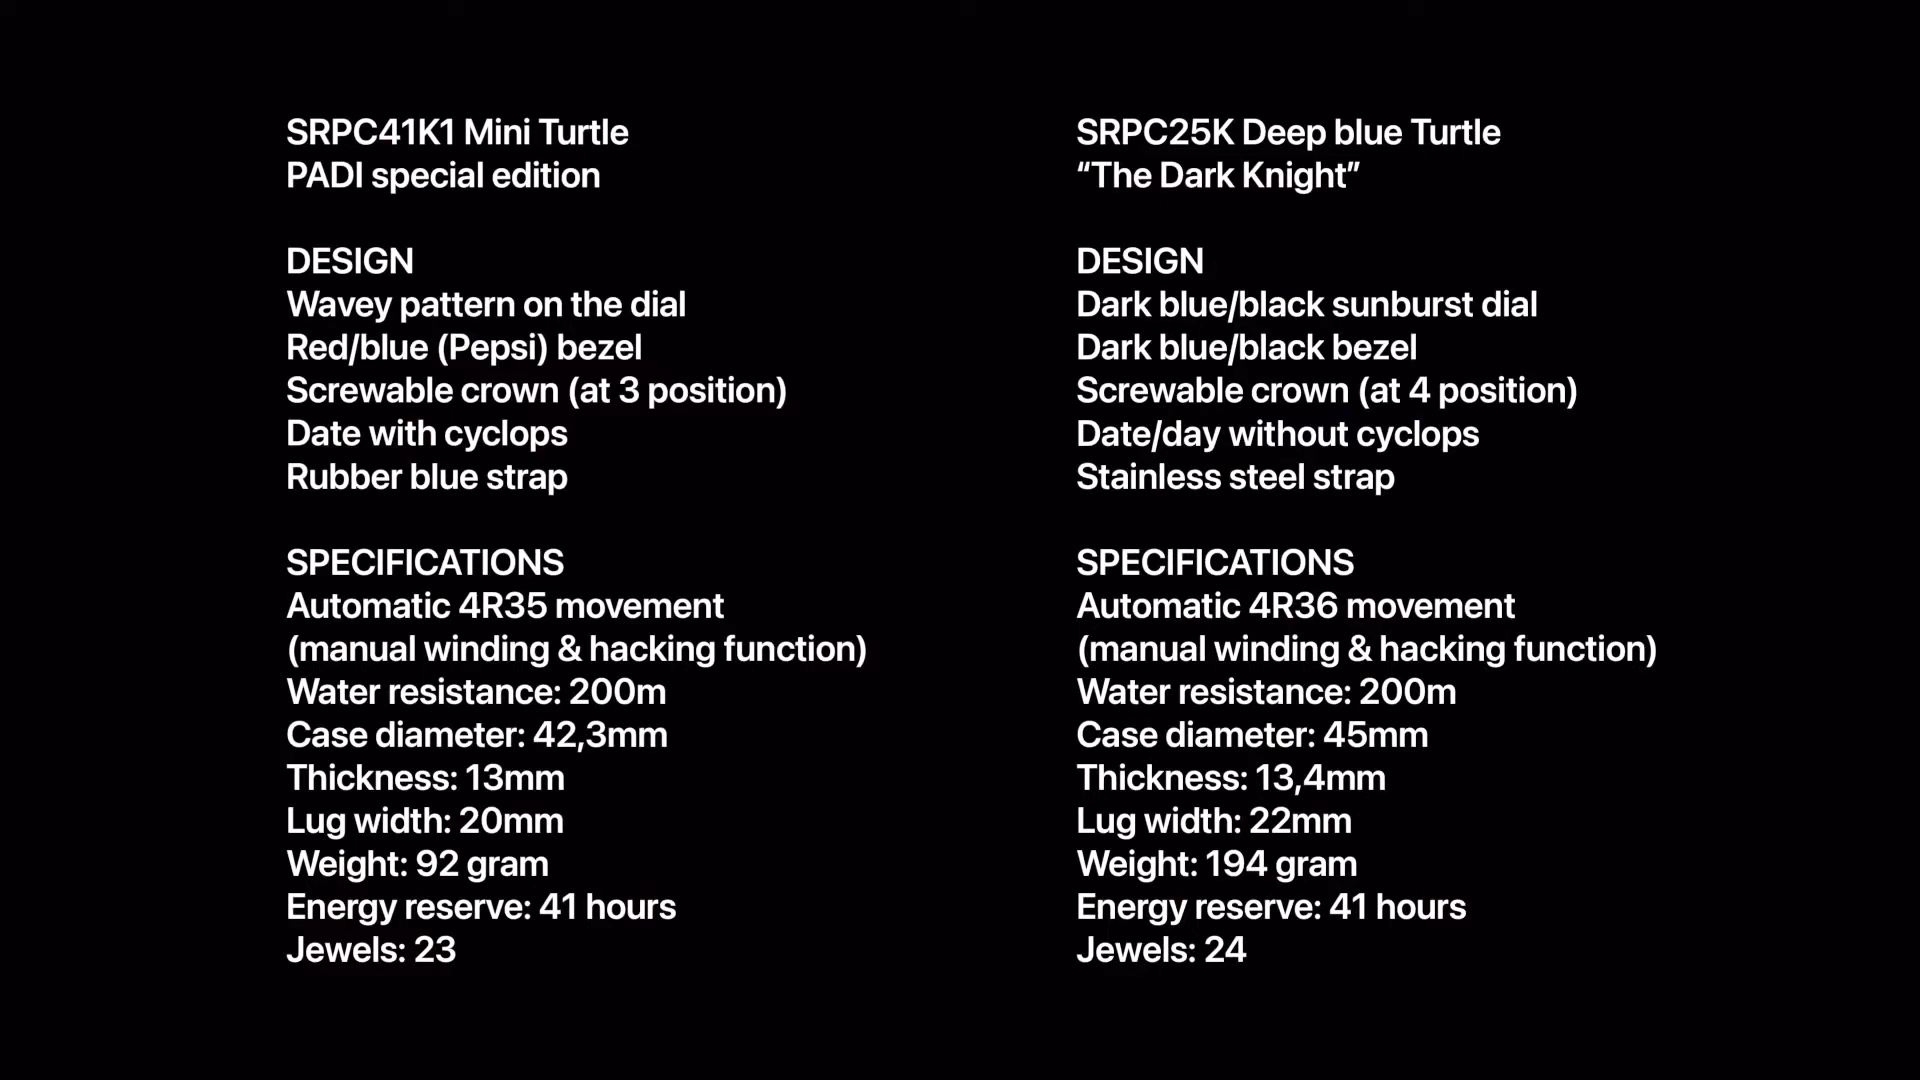 SRPC41K1 Mini Turtle
PADI special edition
DESIGN
Wavey pattern on the dial
Red/blue (Pepsi) bezel
Screwable crown (at 3 position)
Date with cyclops
Rubber blue strap
SPECIFICATIONS
Automatic 4R35 movement
(manual winding & hacking function)
Water resistance: 200m
Case diameter: 42,3mm
Thickness: 13mm
Lug width: 20mm
Weight: 92 gram
Energy reserve: 41 hours
Jewels: 23
SRPC25K Deep blue Turtle
“The Dark Knight”
DESIGN
Dark blue/black sunburst dial
Dark blue/black bezel
Screwable crown (at 4 position)
Date/day without cyclops
Stainless steel strap
SPECIFICATIONS
Automatic 4R36 movement
(manual winding & hacking function)
Water resistance: 200m
Case diameter: 45mm
Thickness: 13,4mm
Lug width: 22mm
Weight: 194 gram
Energy reserve: 41 hours
Jewels: 24